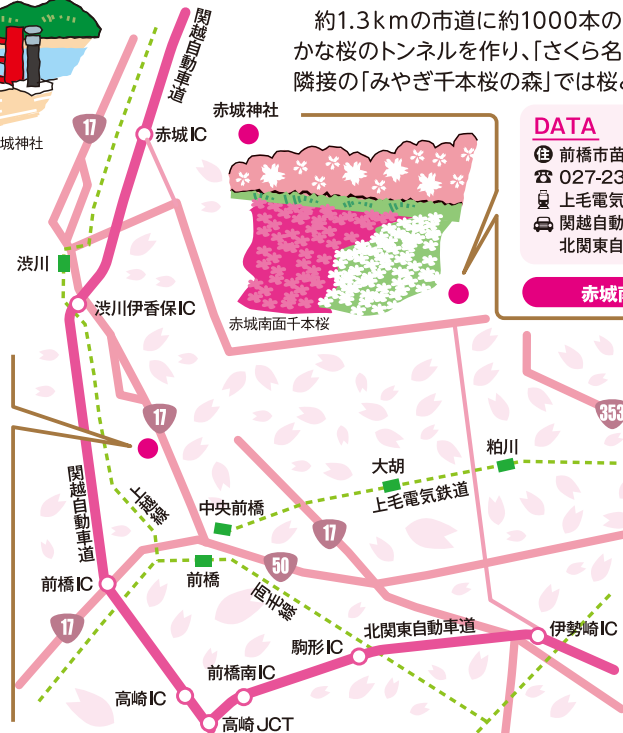 約1.3kmの市道に約1000本の
かな桜のトンネルを作り、「さくら名
隣接の「みやぎ千本桜の森」では桜
城神社
関越自動車道
17
赤城IC
赤城神社
DATA
住 前橋市苗
027-23
上毛電気
関越自動
北関東自
赤城南
赤城南面千本桜
渋川
渋川伊香保IC
353
17
粕川
大胡
上毛電気鉄道
中央前橋
上越線
関越自動車道
17
50
前橋
両毛線
前橋IC
17
北関東自動車道
伊勢崎IC
駒形IC
前橋南IC
高崎IC
高崎JCT